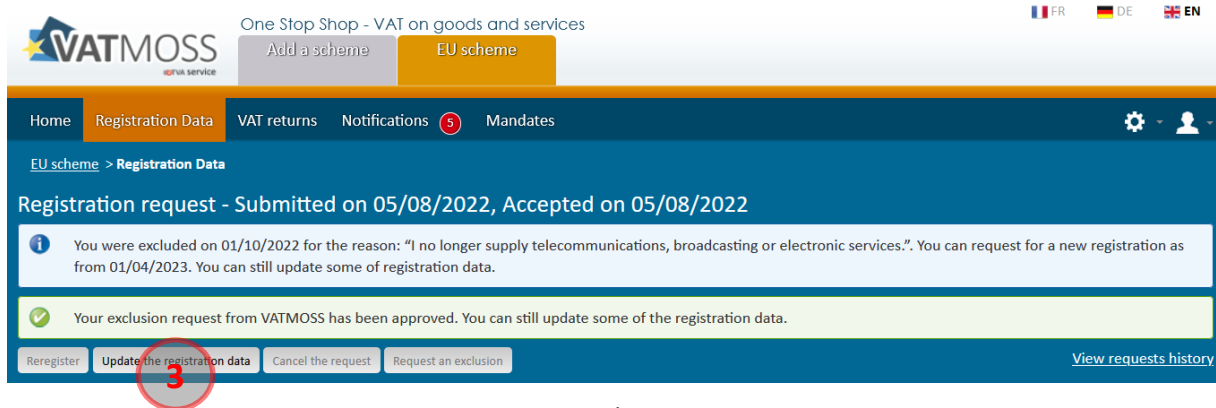 One Stop Shop - VAT on goods and services
FR DE EN
VATMOSS
eTVA service
Add a scheme EU scheme
Home Registration Data VAT returns Notifications 5 Mandates
EU scheme > Registration Data
Registration request - Submitted on 05/08/2022, Accepted on 05/08/2022
You were excluded on 01/10/2022 for the reason: “I no longer supply telecommunications, broadcasting or electronic services.”. You can request for a new registration as
from 01/04/2023. You can still update some of registration data.
Your exclusion request from VATMOSS has been approved. You can still update some of the registration data.
Reregister Update the registration data Cancel the request Request an exclusion View requests history
3